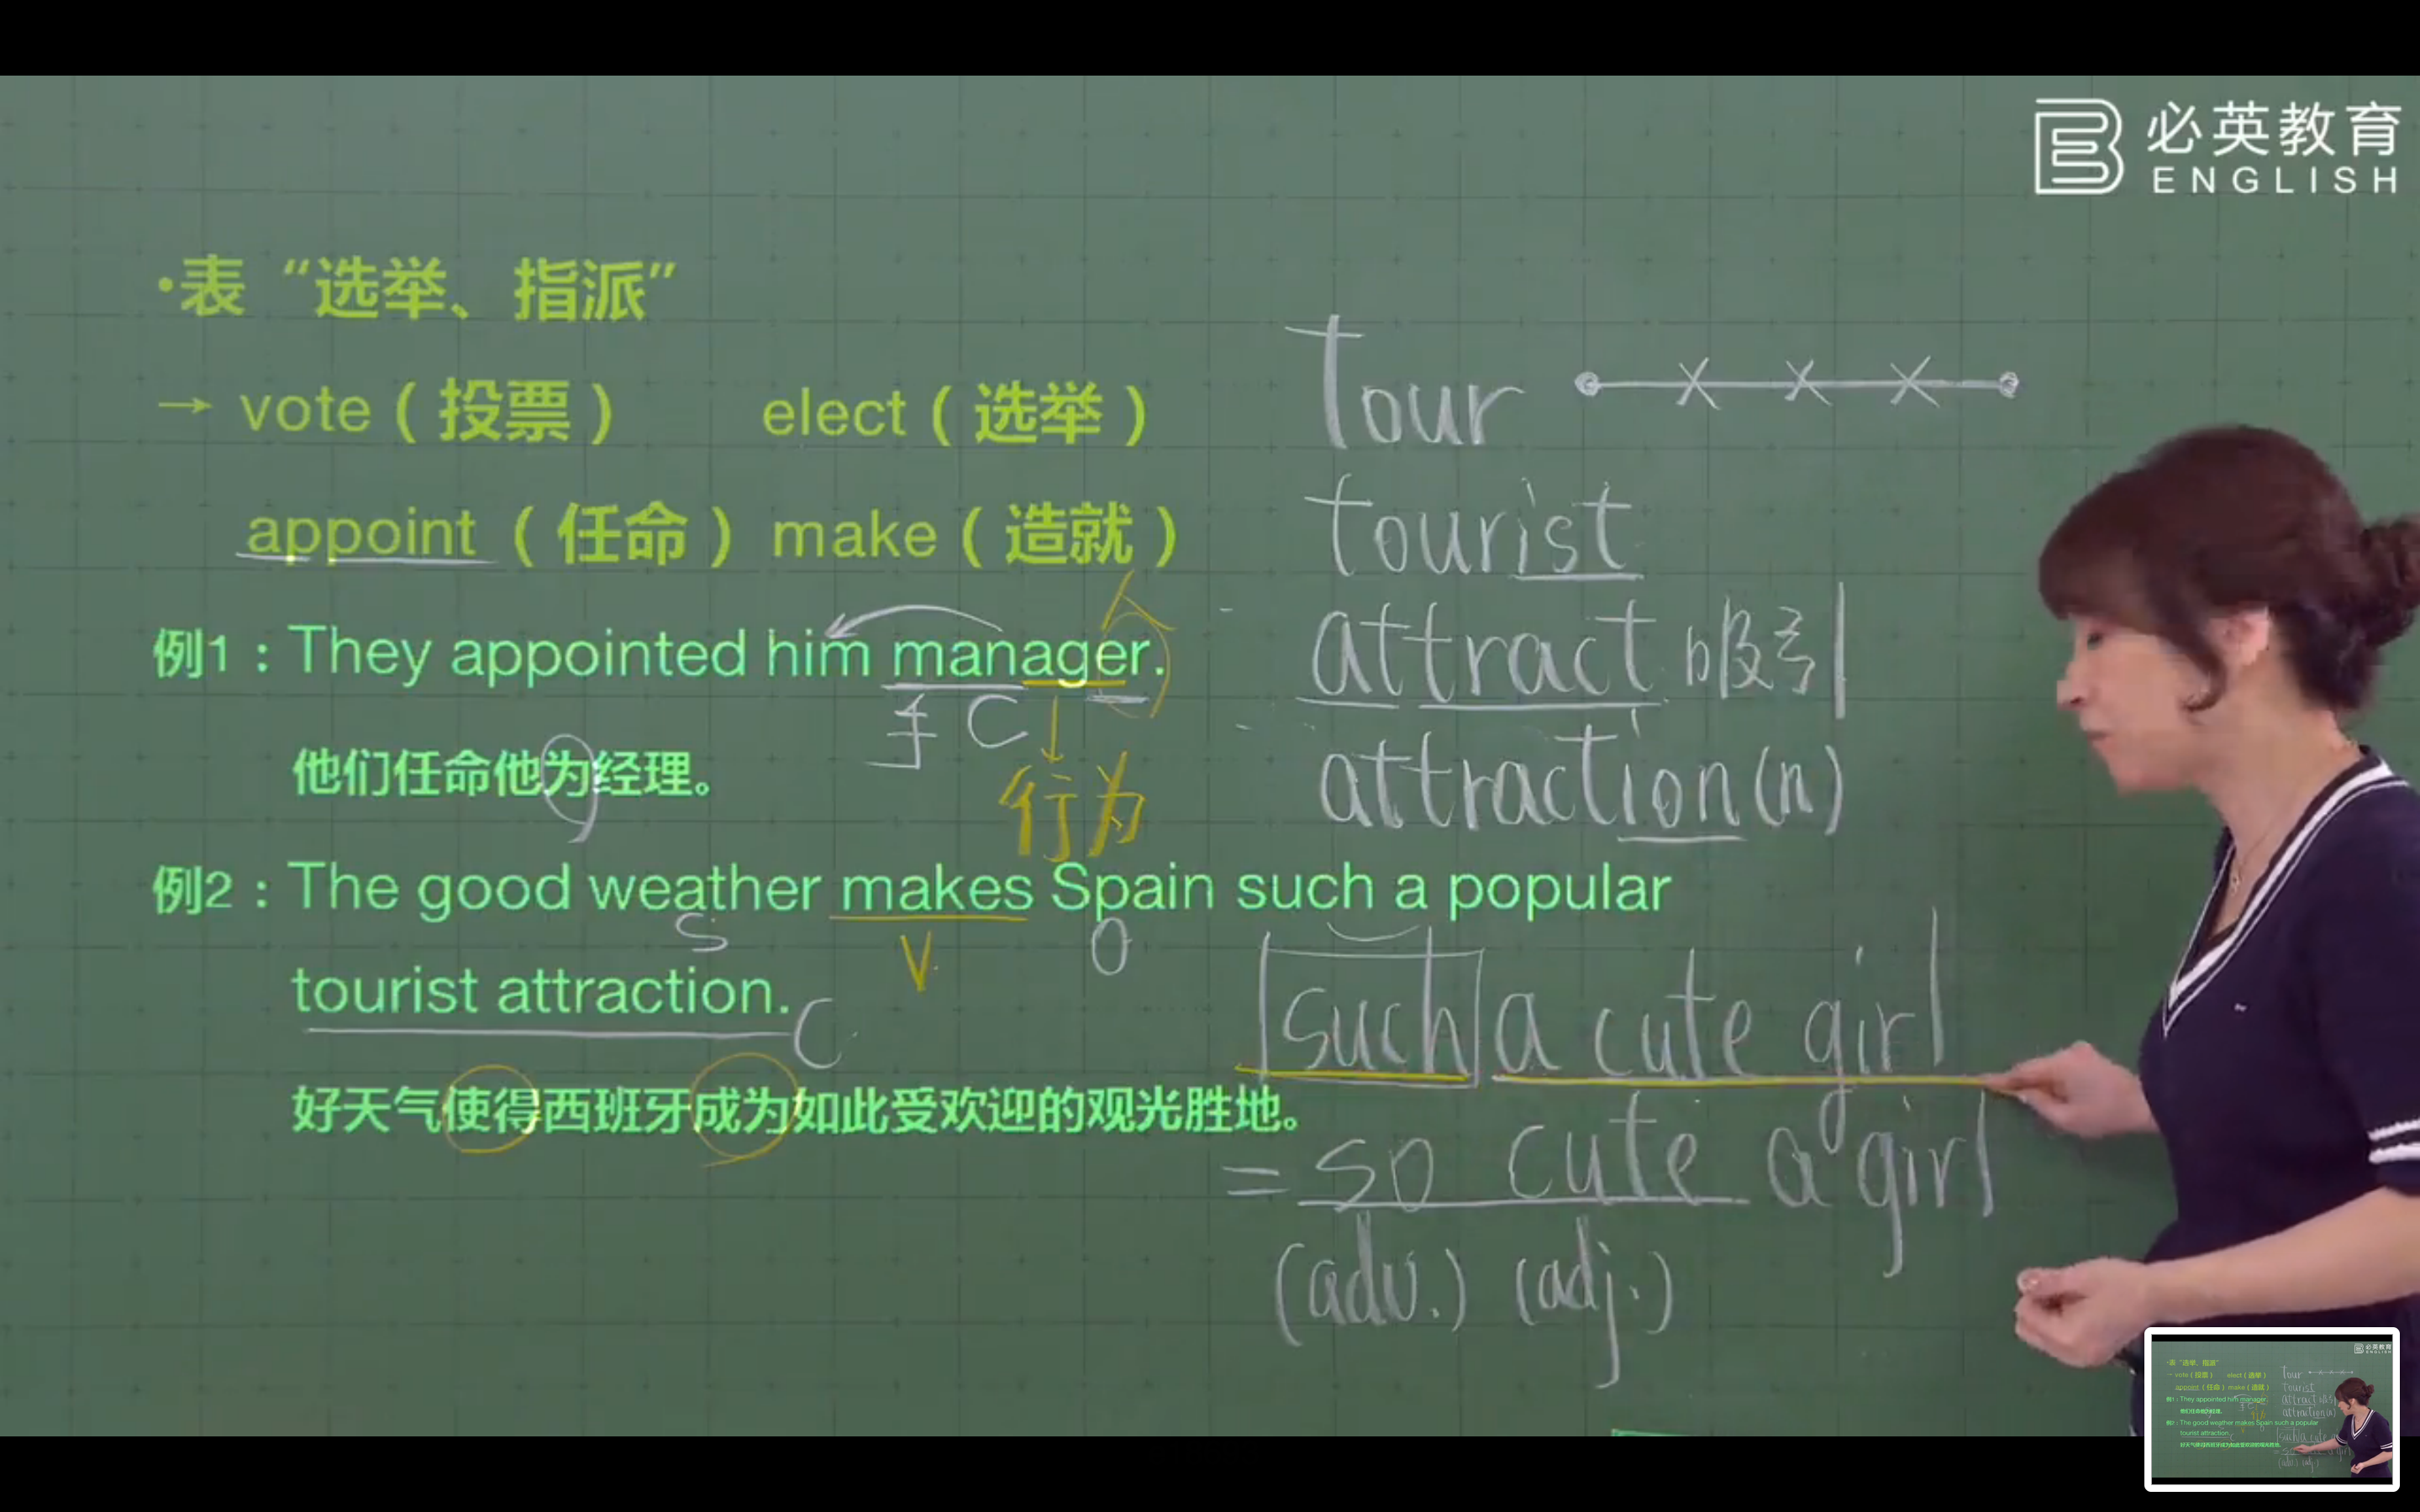 必英教育
ENGLISH
•表“选举、指派”
→ vote（投票） elect（选举）
appoint（任命） make（造就）
例1：They appointed him manager.
人
手 C
行为
他们任命他为经理。
例2：The good weather makes Spain such a popular
S V O
tourist attraction.
C
好天气使得西班牙成为如此受欢迎的观光胜地。
Tour
tourist
attract 吸引
attraction (n)
such a cute girl
= so cute a girl
(adv.) (adj.)